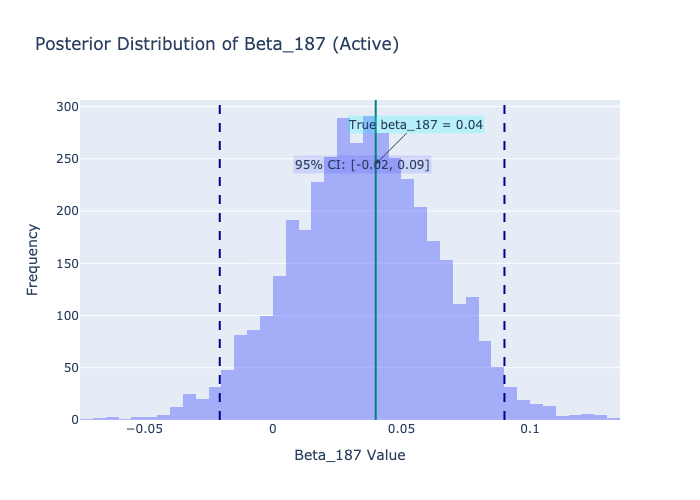 Posterior Distribution of Beta_187 (Active)
300
250
200
150
100
50
0
Frequency
True beta_187 = 0.04
95% CI: [-0.02, 0.09]
−0.05
0
0.05
0.1
Beta_187 Value